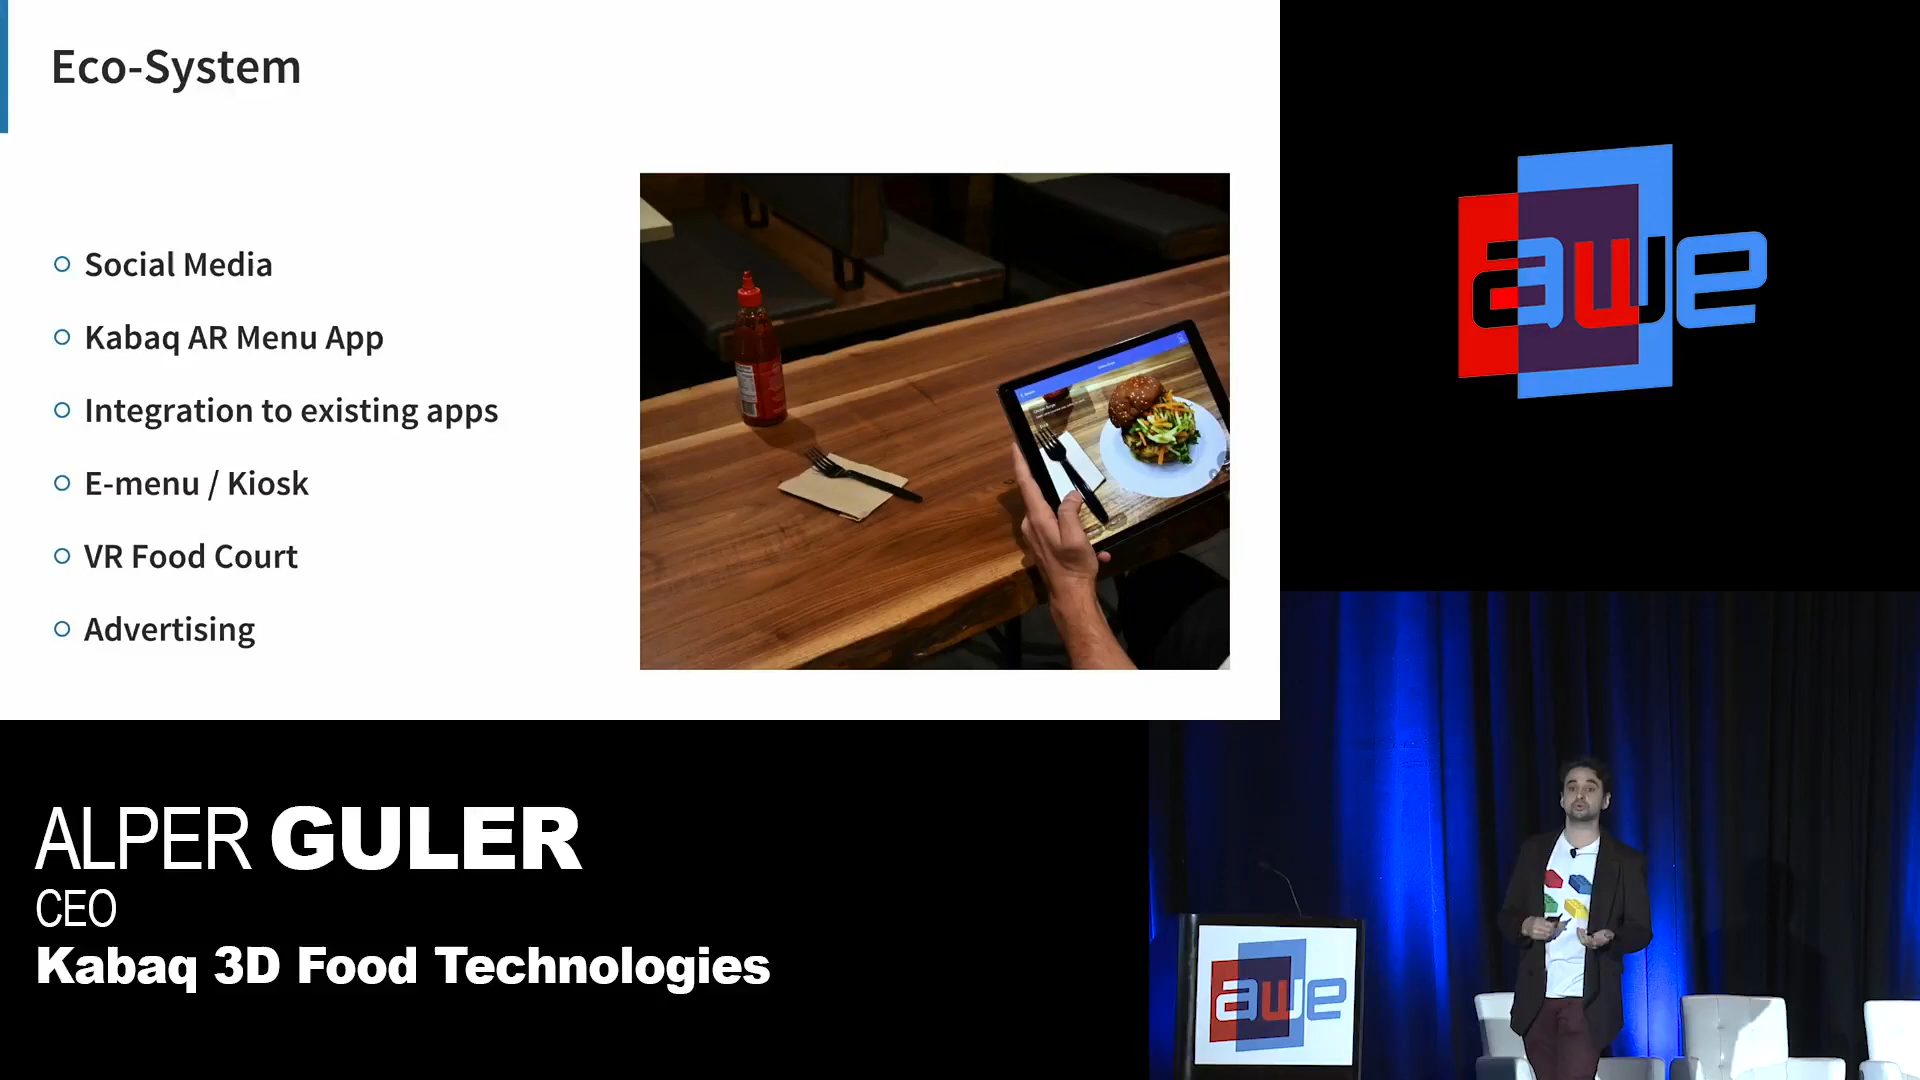 Eco-System
Social Media
Kabaq AR Menu App
Integration to existing apps
E-menu / Kiosk
VR Food Court
Advertising
awe
ALPER GULER
CEO
Kabaq 3D Food Technologies
awe